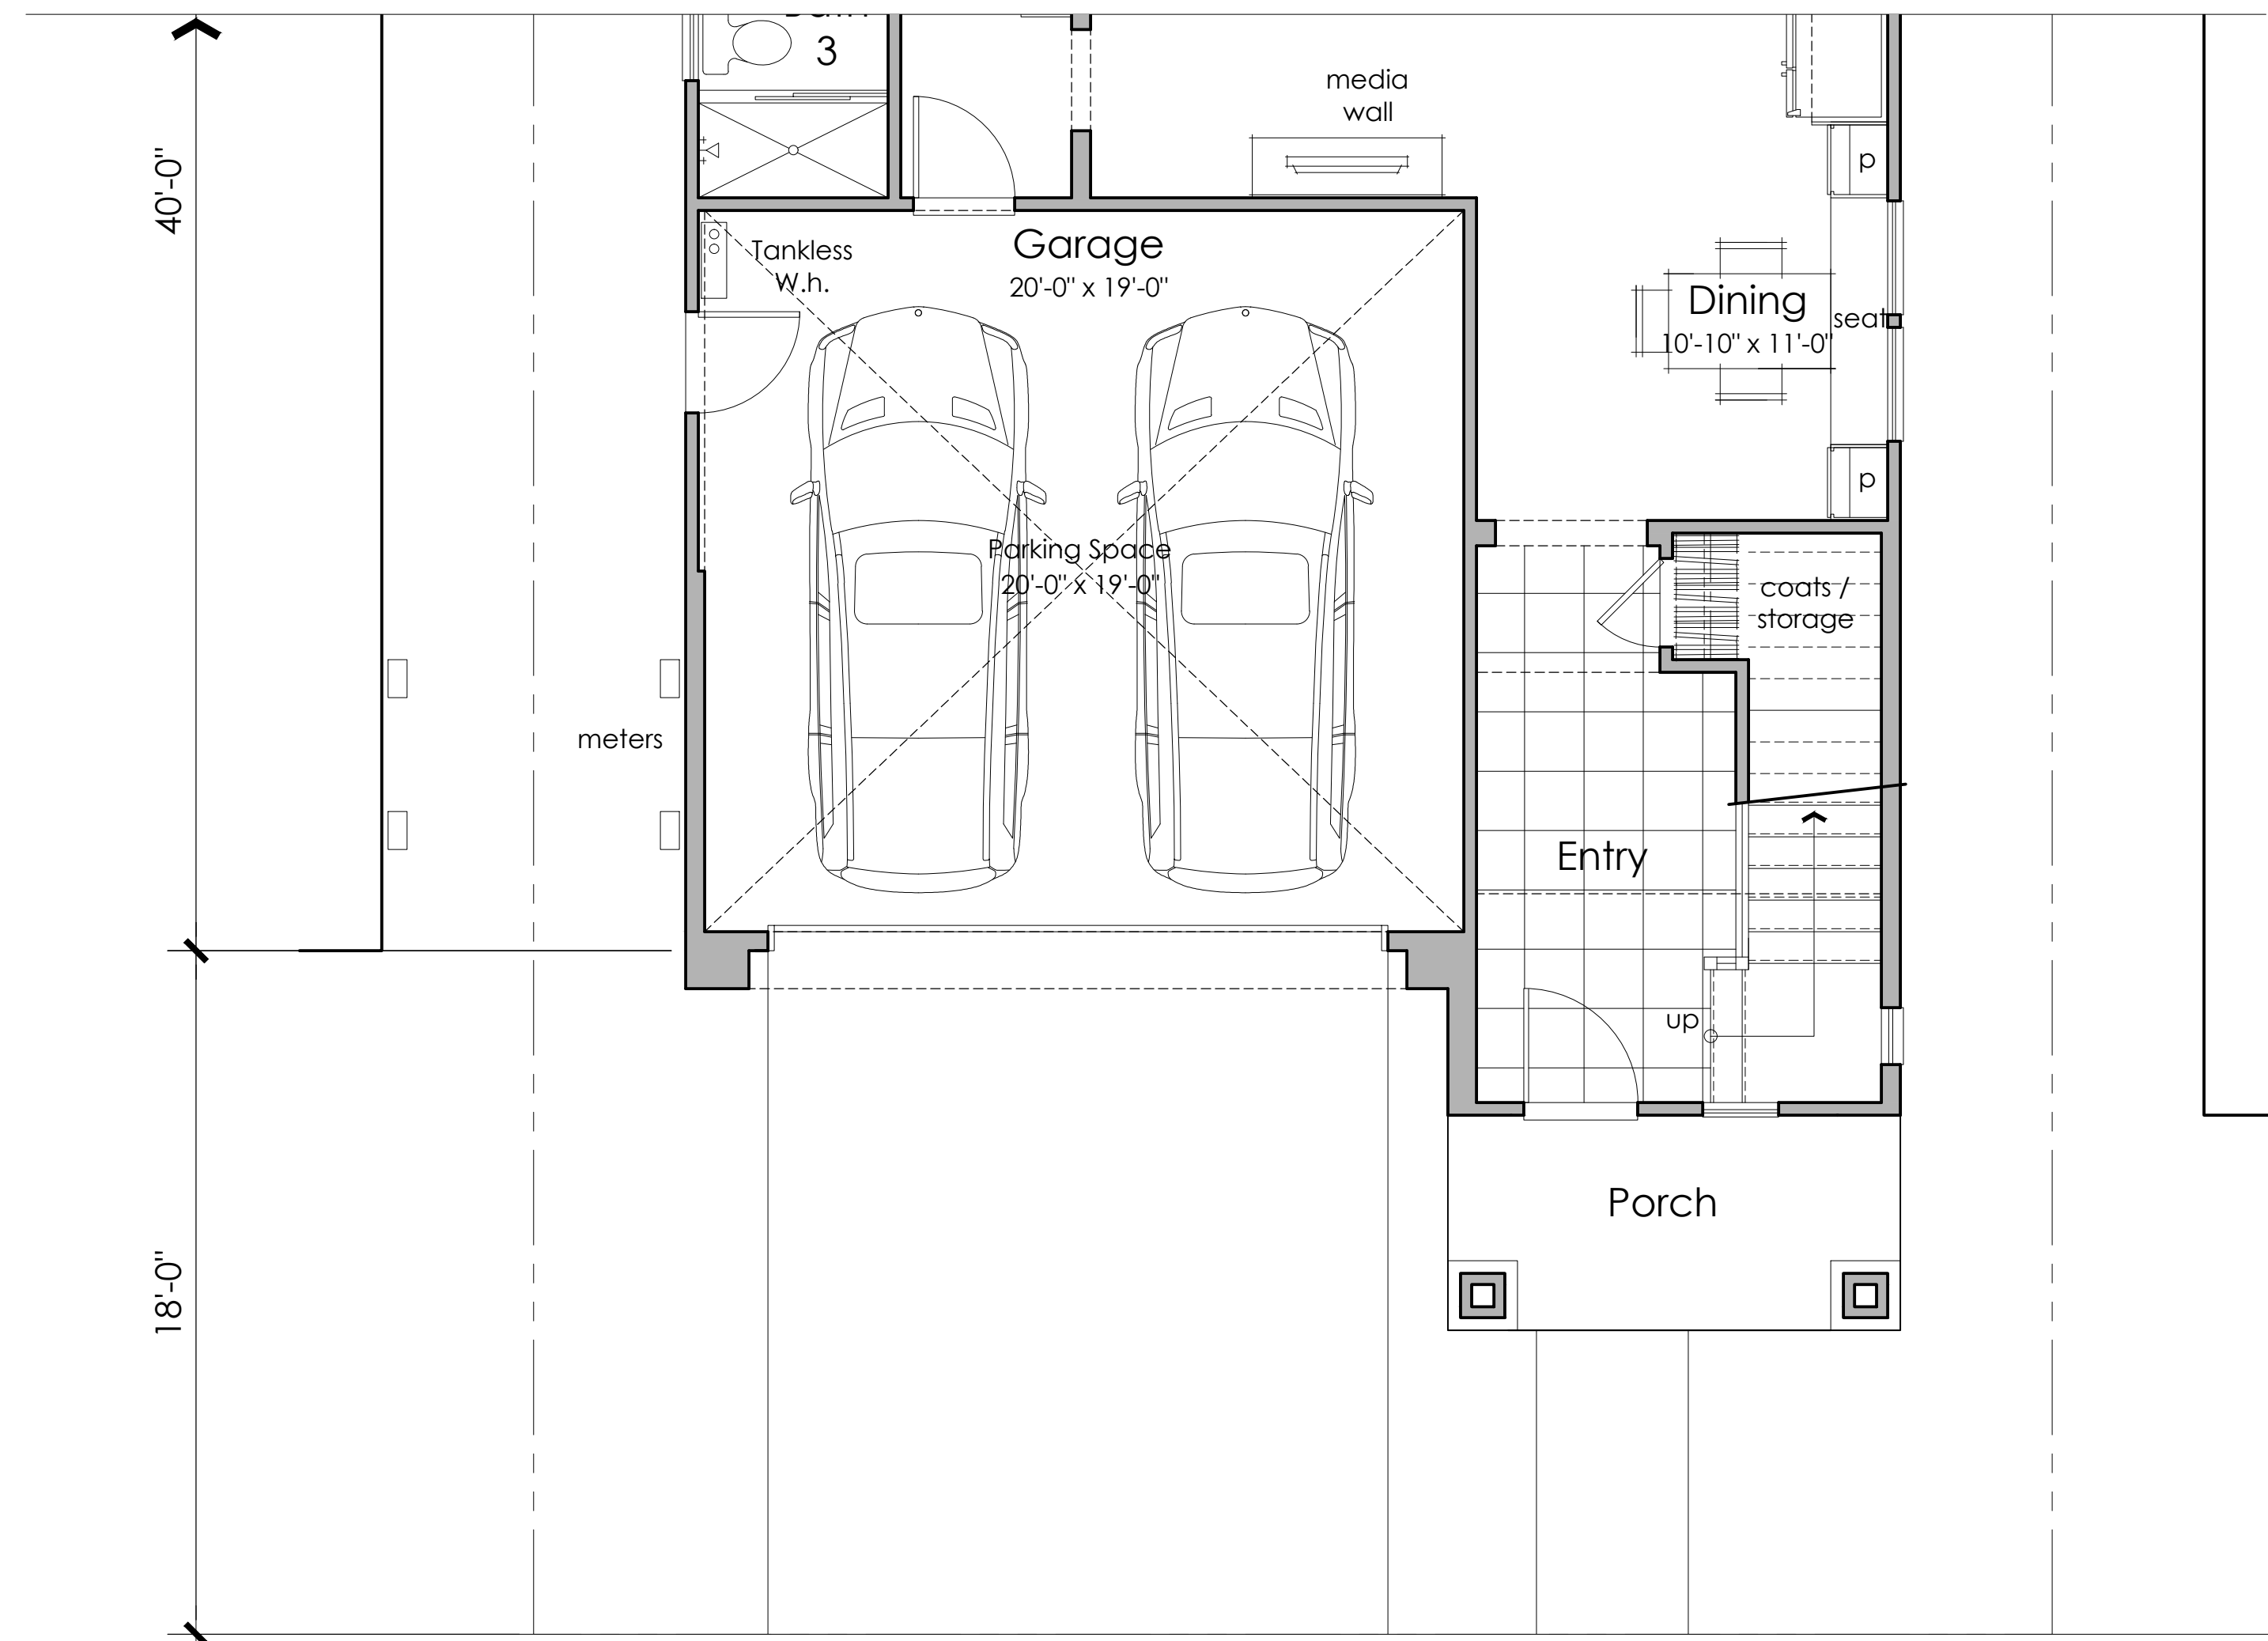 3
media
wall
40'-0"
p
Tankless
W.h.
Garage
20'-0" x 19'-0"
Dining
10'-10" x 11'-0"
seat
p
Parking Space
20'-0" x 19'-0"
coats /
storage
meters
Entry
up
Porch
18'-0"